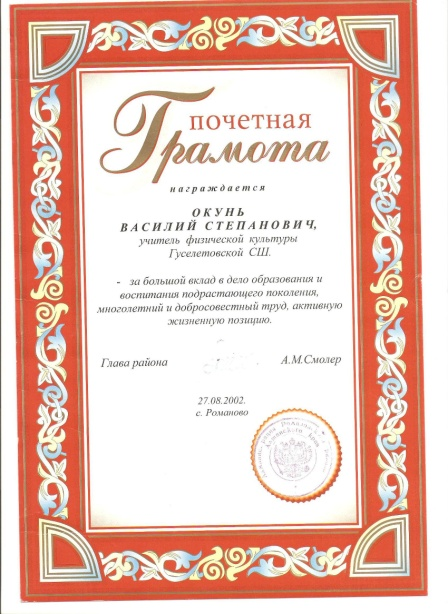 почетная
Грамота
награждается
ОКУНЬ
ВАСИЛИЙ СТЕПАНОВИЧ,
учитель физической культуры
Гуселетовской СШ.
- за большой вклад в дело образования и
воспитания подрастающего поколения,
многолетний и добросовестный труд, активную
жизненную позицию.
Глава района А.М.Смолер
27.08.2002.
с. Романово